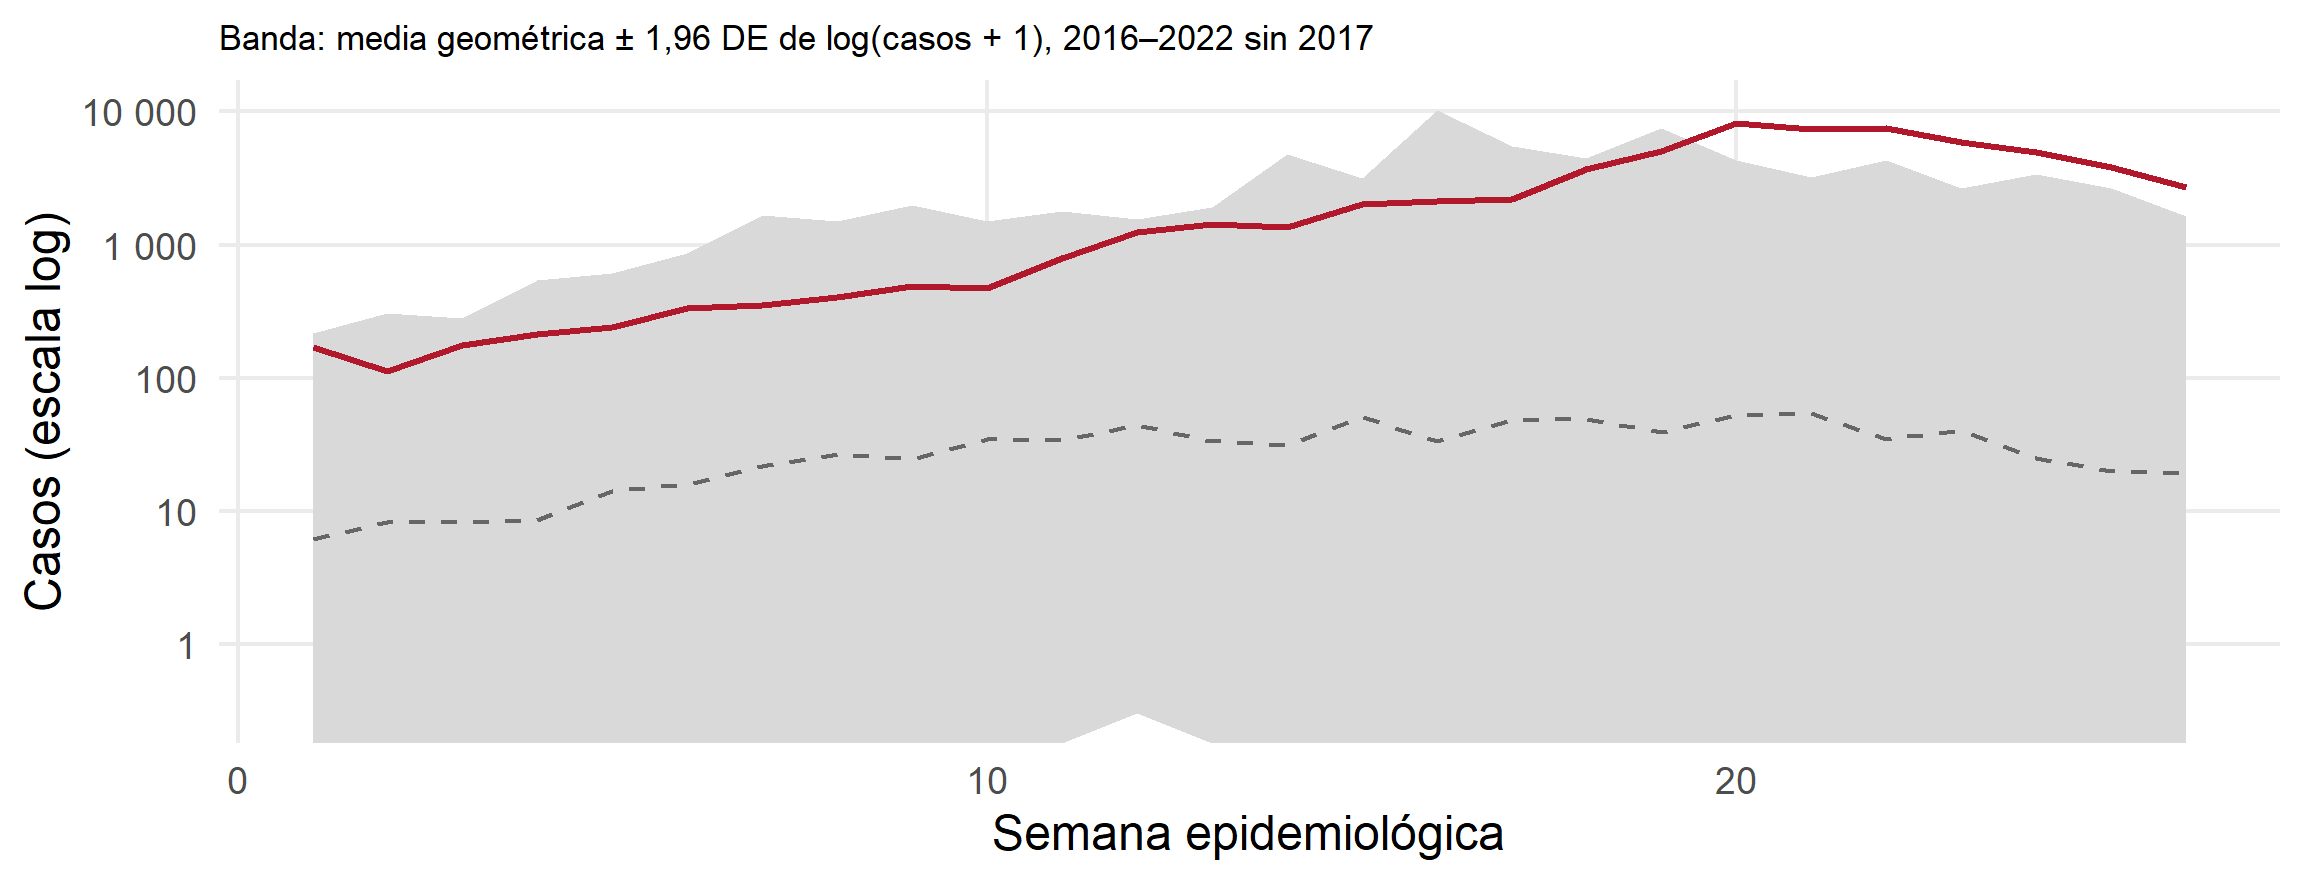 Banda: media geométrica ± 1,96 DE de log(casos + 1), 2016–2022 sin 2017
10 000
1 000
100
10
1
Casos (escala log)
0
10
20
Semana epidemiológica